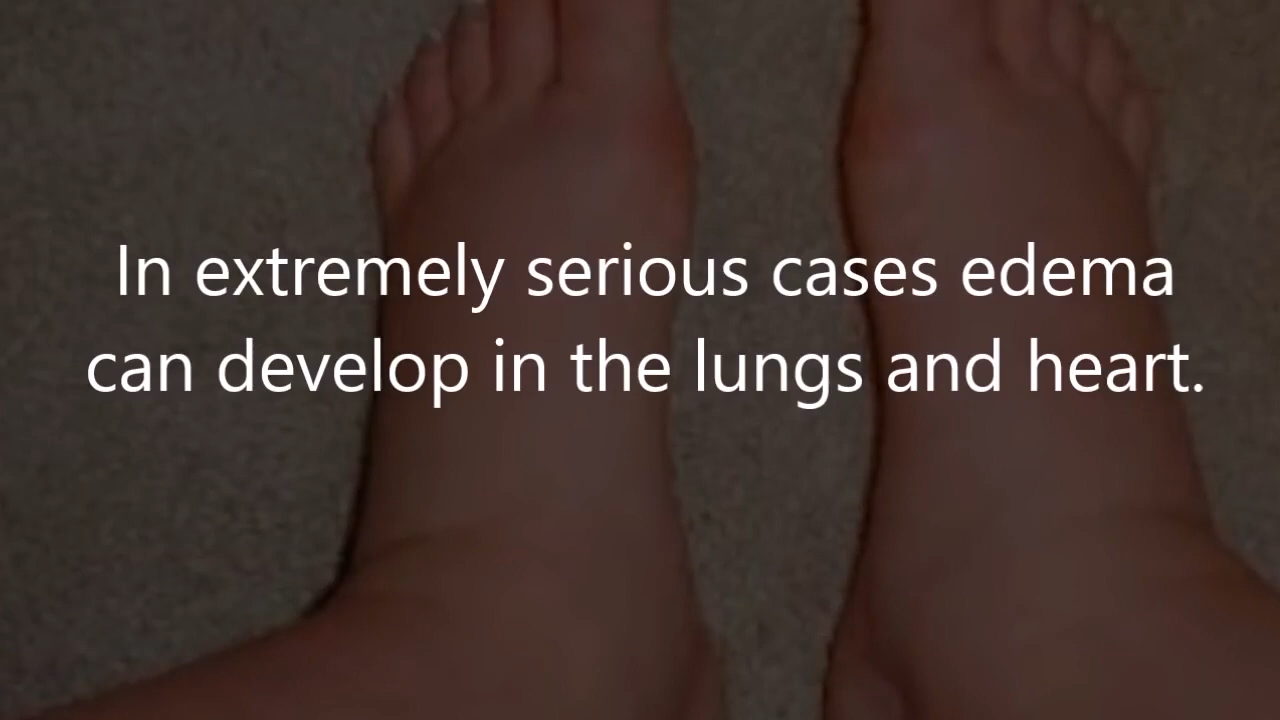 In extremely serious cases edema
can develop in the lungs and heart.